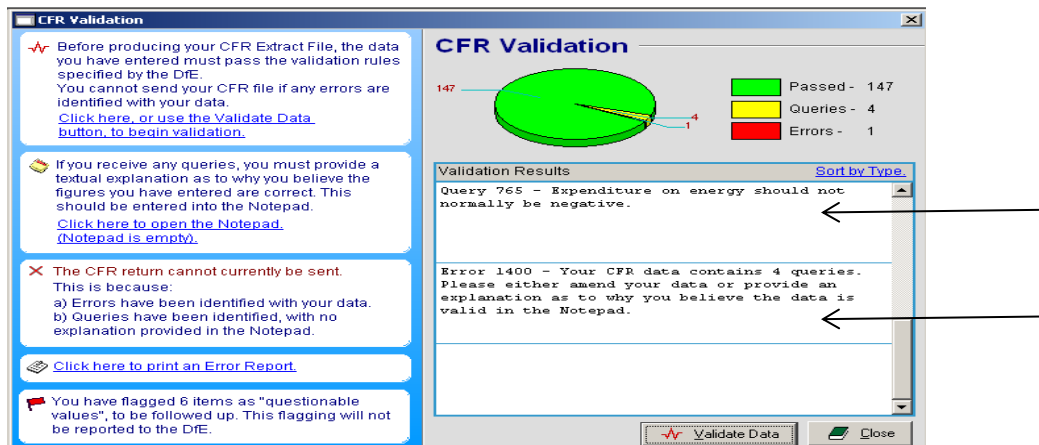 CFR Validation
Before producing your CFR Extract File, the data
you have entered must pass the validation rules
specified by the DfE.
You cannot send your CFR file if any errors are
identified with your data.
Click here, or use the Validate Data
button, to begin validation.
If you receive any queries, you must provide a
textual explanation as to why you believe the
figures you have entered are correct. This
should be entered into the Notepad.
Click here to open the Notepad.
(Notepad is empty).
The CFR return cannot currently be sent.
This is because:
a) Errors have been identified with your data.
b) Queries have been identified, with no
explanation provided in the Notepad.
Click here to print an Error Report.
You have flagged 6 items as "questionable
values", to be followed up. This flagging will not
be reported to the DfE.
CFR Validation
147
4
1
Passed - 147
Queries - 4
Errors - 1
Validation Results Sort by Type.
Query 765 - Expenditure on energy should not
normally be negative.
Error 1400 - Your CFR data contains 4 queries.
Please either amend your data or provide an
explanation as to why you believe the data is
valid in the Notepad.
Validate Data Close